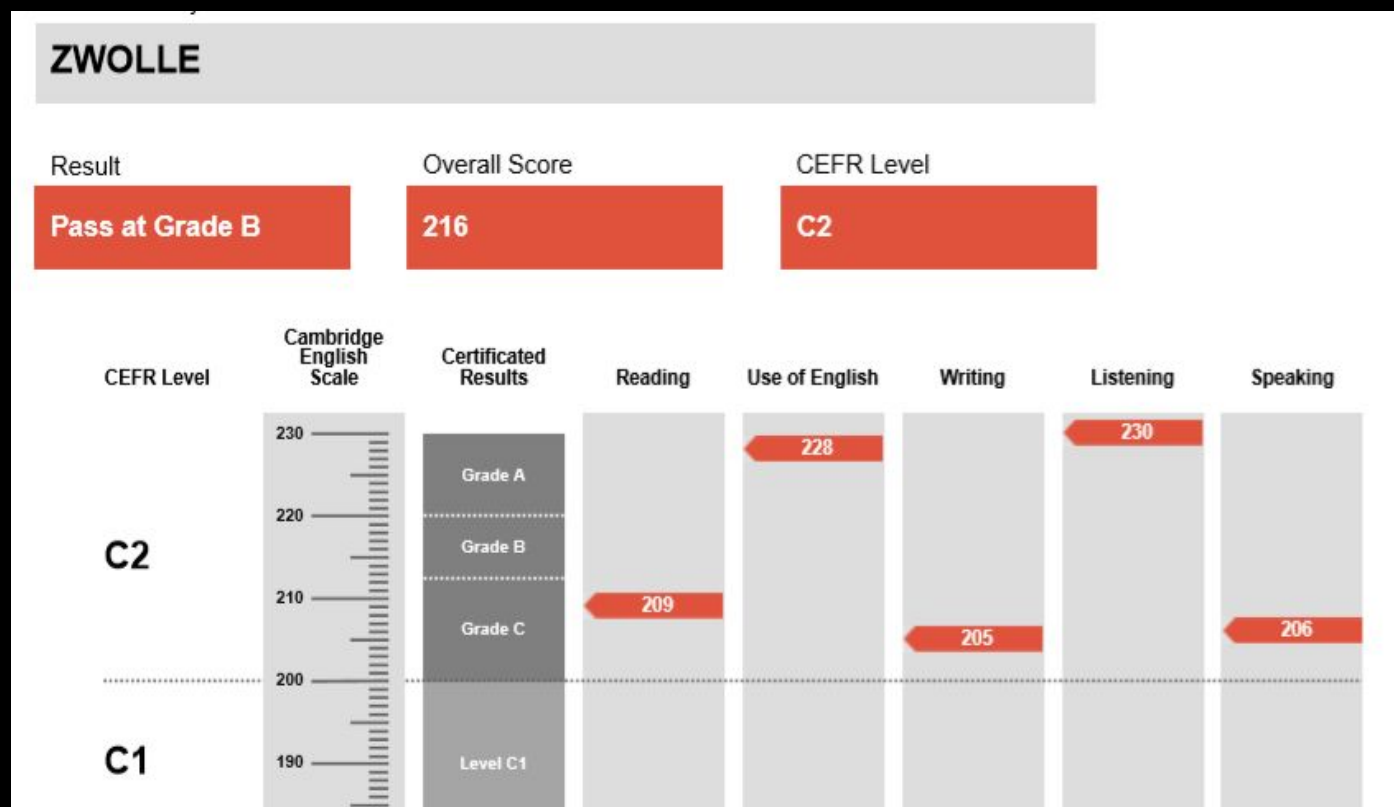 ZWOLLE
Result
Overall Score
CEFR Level
Pass at Grade B
216
C2
CEFR Level
Cambridge
English
Scale
Certificated
Results
Reading
Use of English
Writing
Listening
Speaking
230
230
228
Grade A
220
C2
Grade B
210
209
Grade C
206
205
200
C1
190
Level C1